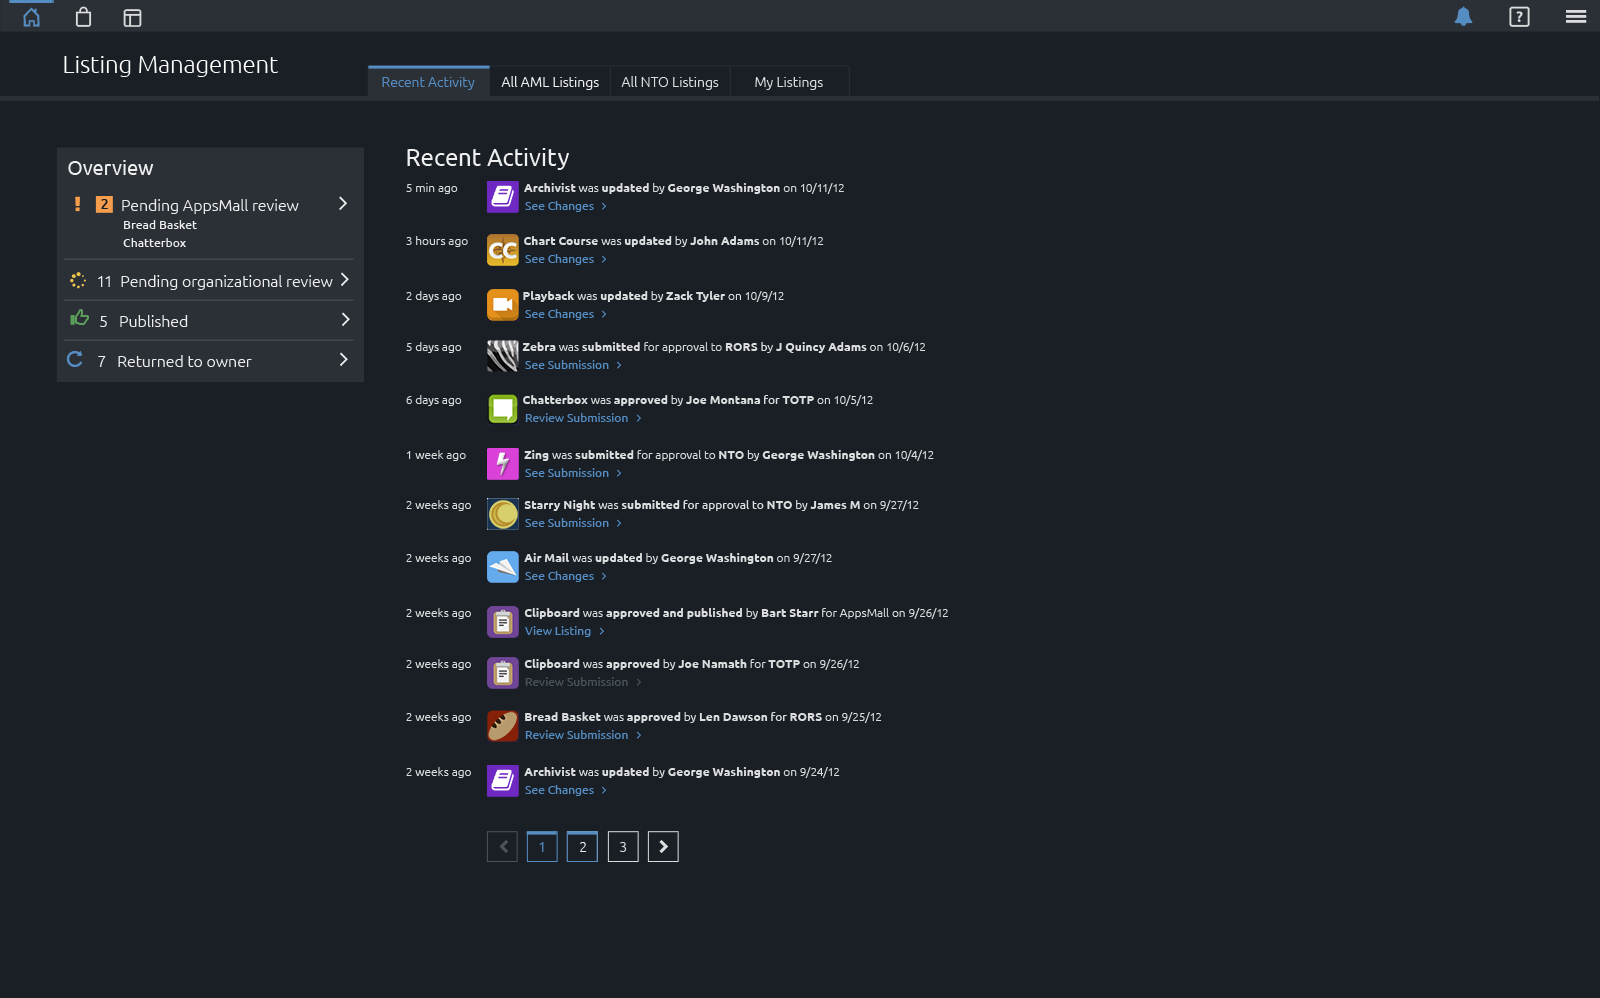 Listing Management
Recent Activity
All AML Listings
All NTO Listings
My Listings
Overview
2 Pending AppsMall review
Bread Basket
Chatterbox
11 Pending organizational review
5 Published
7 Returned to owner
Recent Activity
5 min ago
Archivist was updated by George Washington on 10/11/12
See Changes
3 hours ago
CC
Chart Course was updated by John Adams on 10/11/12
See Changes
2 days ago
Playback was updated by Zack Tyler on 10/9/12
See Changes
5 days ago
Zebra was submitted for approval to RORS by J Quincy Adams on 10/6/12
See Submission
6 days ago
Chatterbox was approved by Joe Montana for TOTP on 10/5/12
Review Submission
1 week ago
Zing was submitted for approval to NTO by George Washington on 10/4/12
See Submission
2 weeks ago
Starry Night was submitted for approval to NTO by James M on 9/27/12
See Submission
2 weeks ago
Air Mail was updated by George Washington on 9/27/12
See Changes
2 weeks ago
Clipboard was approved and published by Bart Starr for AppsMall on 9/26/12
View Listing
2 weeks ago
Clipboard was approved by Joe Namath for TOTP on 9/26/12
Review Submission
2 weeks ago
Bread Basket was approved by Len Dawson for RORS on 9/25/12
Review Submission
2 weeks ago
Archivist was updated by George Washington on 9/24/12
See Changes
1 2 3